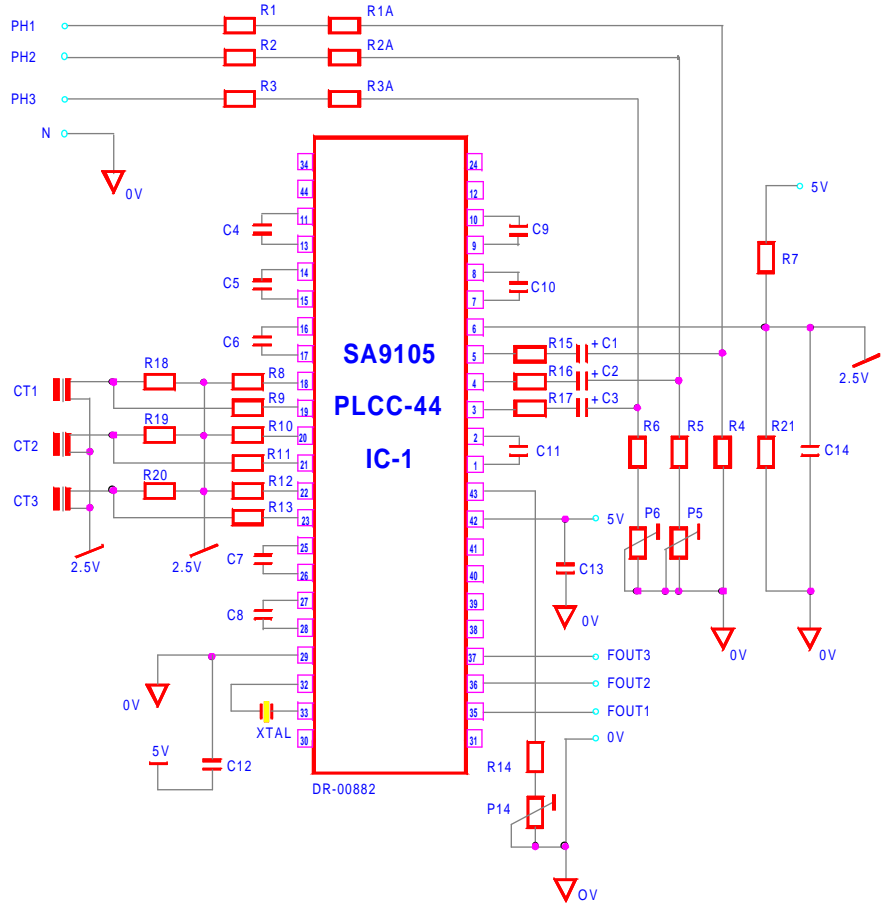 R1 R1A
PH1
R2 R2A
PH2
R3 R3A
PH3
N
0V
34 24
44 12
5V
11 10
C4 C9
13 9
R7
14 8
C5 C10
15 7
16 6
C6
17 5
SA9105
R15 + C1
2.5V
R18 R8
18 4
R16 + C2
CT1
R9
19 3
R17 + C3
PLCC-44
R19 R10
20 2
R6 R5 R4 R21 C14
CT2
C11
R11
21 1
IC-1
R20 R12
22 43
CT3
R13
23 42
5V
P6 P5
2.5V 2.5V
25 41
C7
26 40
C13
27 39
C8
0V
28 38
0V 0V
29 37
FOUT3
32 36
FOUT2
0V
33 35
FOUT1
XTAL
30 31
0V
5V
C12
R14
DR-00882
P14
OV